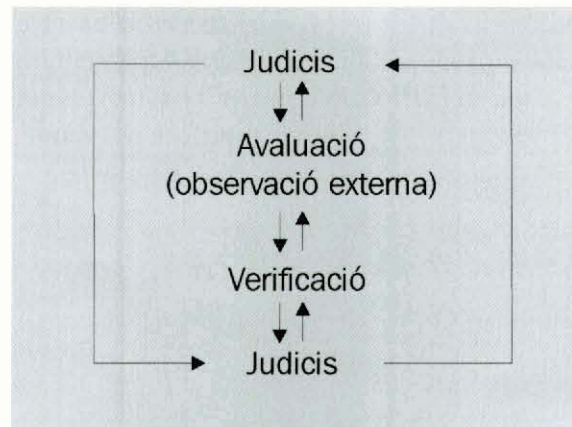 Judicis
Avaluació
(observació externa)
Verificació
Judicis